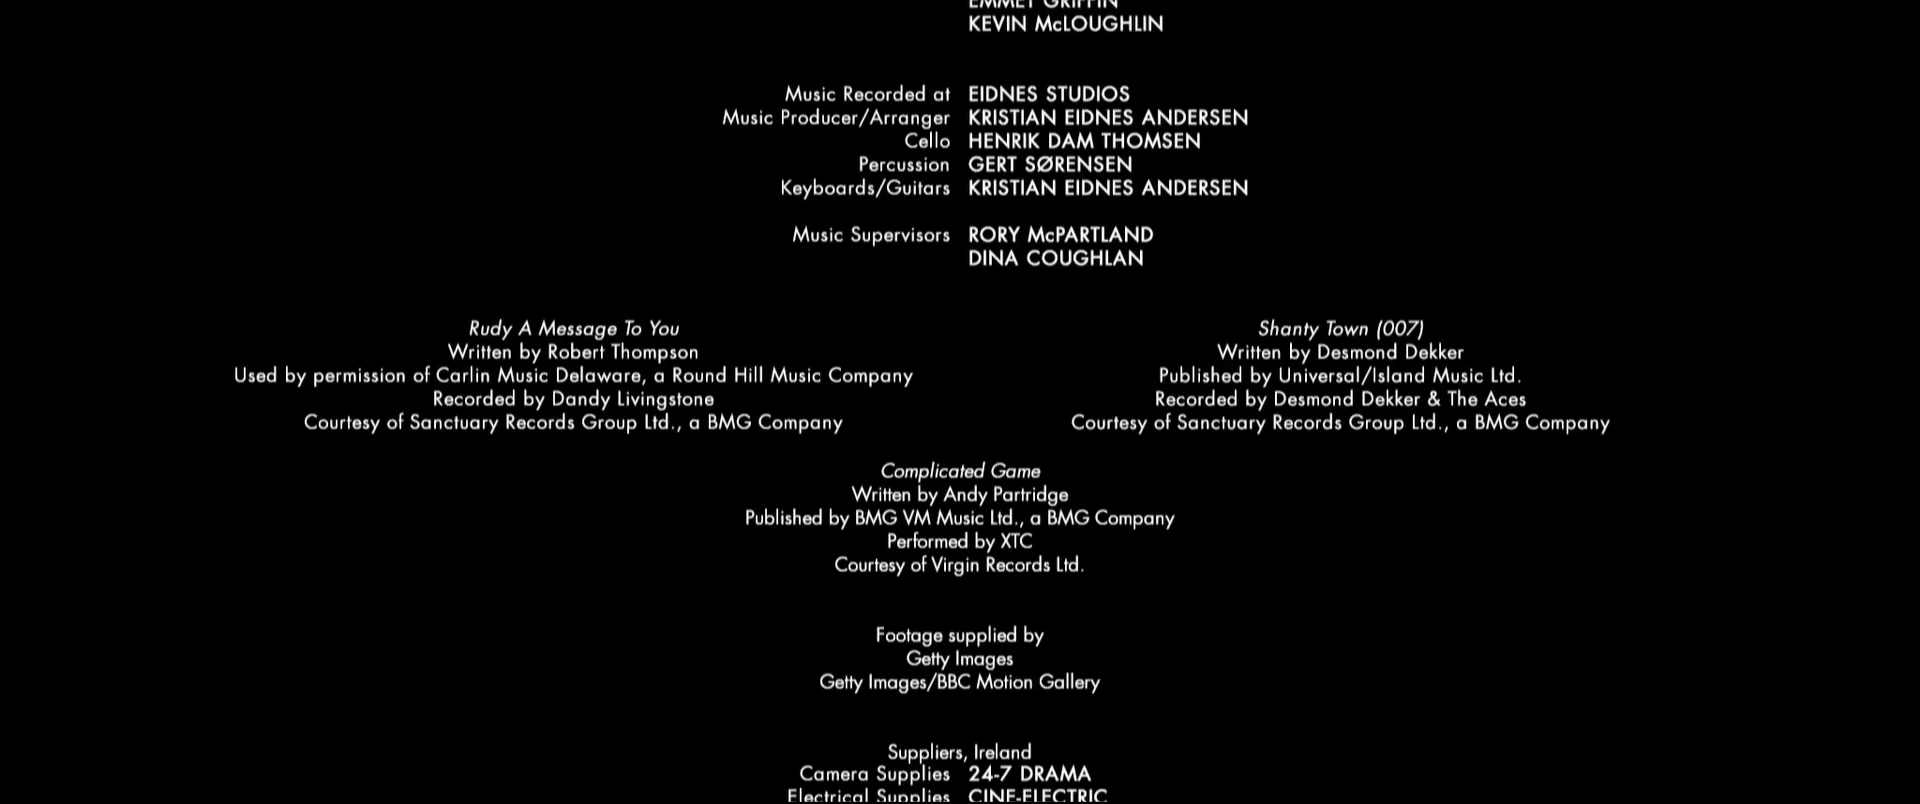 EMMET GRIFFIN
KEVIN McLOUGHLIN
Music Recorded at EIDNES STUDIOS
Music Producer/Arranger KRISTIAN EIDNES ANDERSEN
Cello HENRIK DAM THOMSEN
Percussion GERT SØRENSEN
Keyboards/Guitars KRISTIAN EIDNES ANDERSEN
Music Supervisors RORY McPARTLAND
DINA COUGHLAN
Rudy A Message To You
Written by Robert Thompson
Used by permission of Carlin Music Delaware, a Round Hill Music Company
Recorded by Dandy Livingstone
Courtesy of Sanctuary Records Group Ltd., a BMG Company
Shanty Town (007)
Written by Desmond Dekker
Published by Universal/Island Music Ltd.
Recorded by Desmond Dekker & The Aces
Courtesy of Sanctuary Records Group Ltd., a BMG Company
Complicated Game
Written by Andy Partridge
Published by BMG VM Music Ltd., a BMG Company
Performed by XTC
Courtesy of Virgin Records Ltd.
Footage supplied by
Getty Images
Getty Images/BBC Motion Gallery
Suppliers, Ireland
Camera Supplies 24-7 DRAMA
Electrical Supplies CINE-ELECTRIC